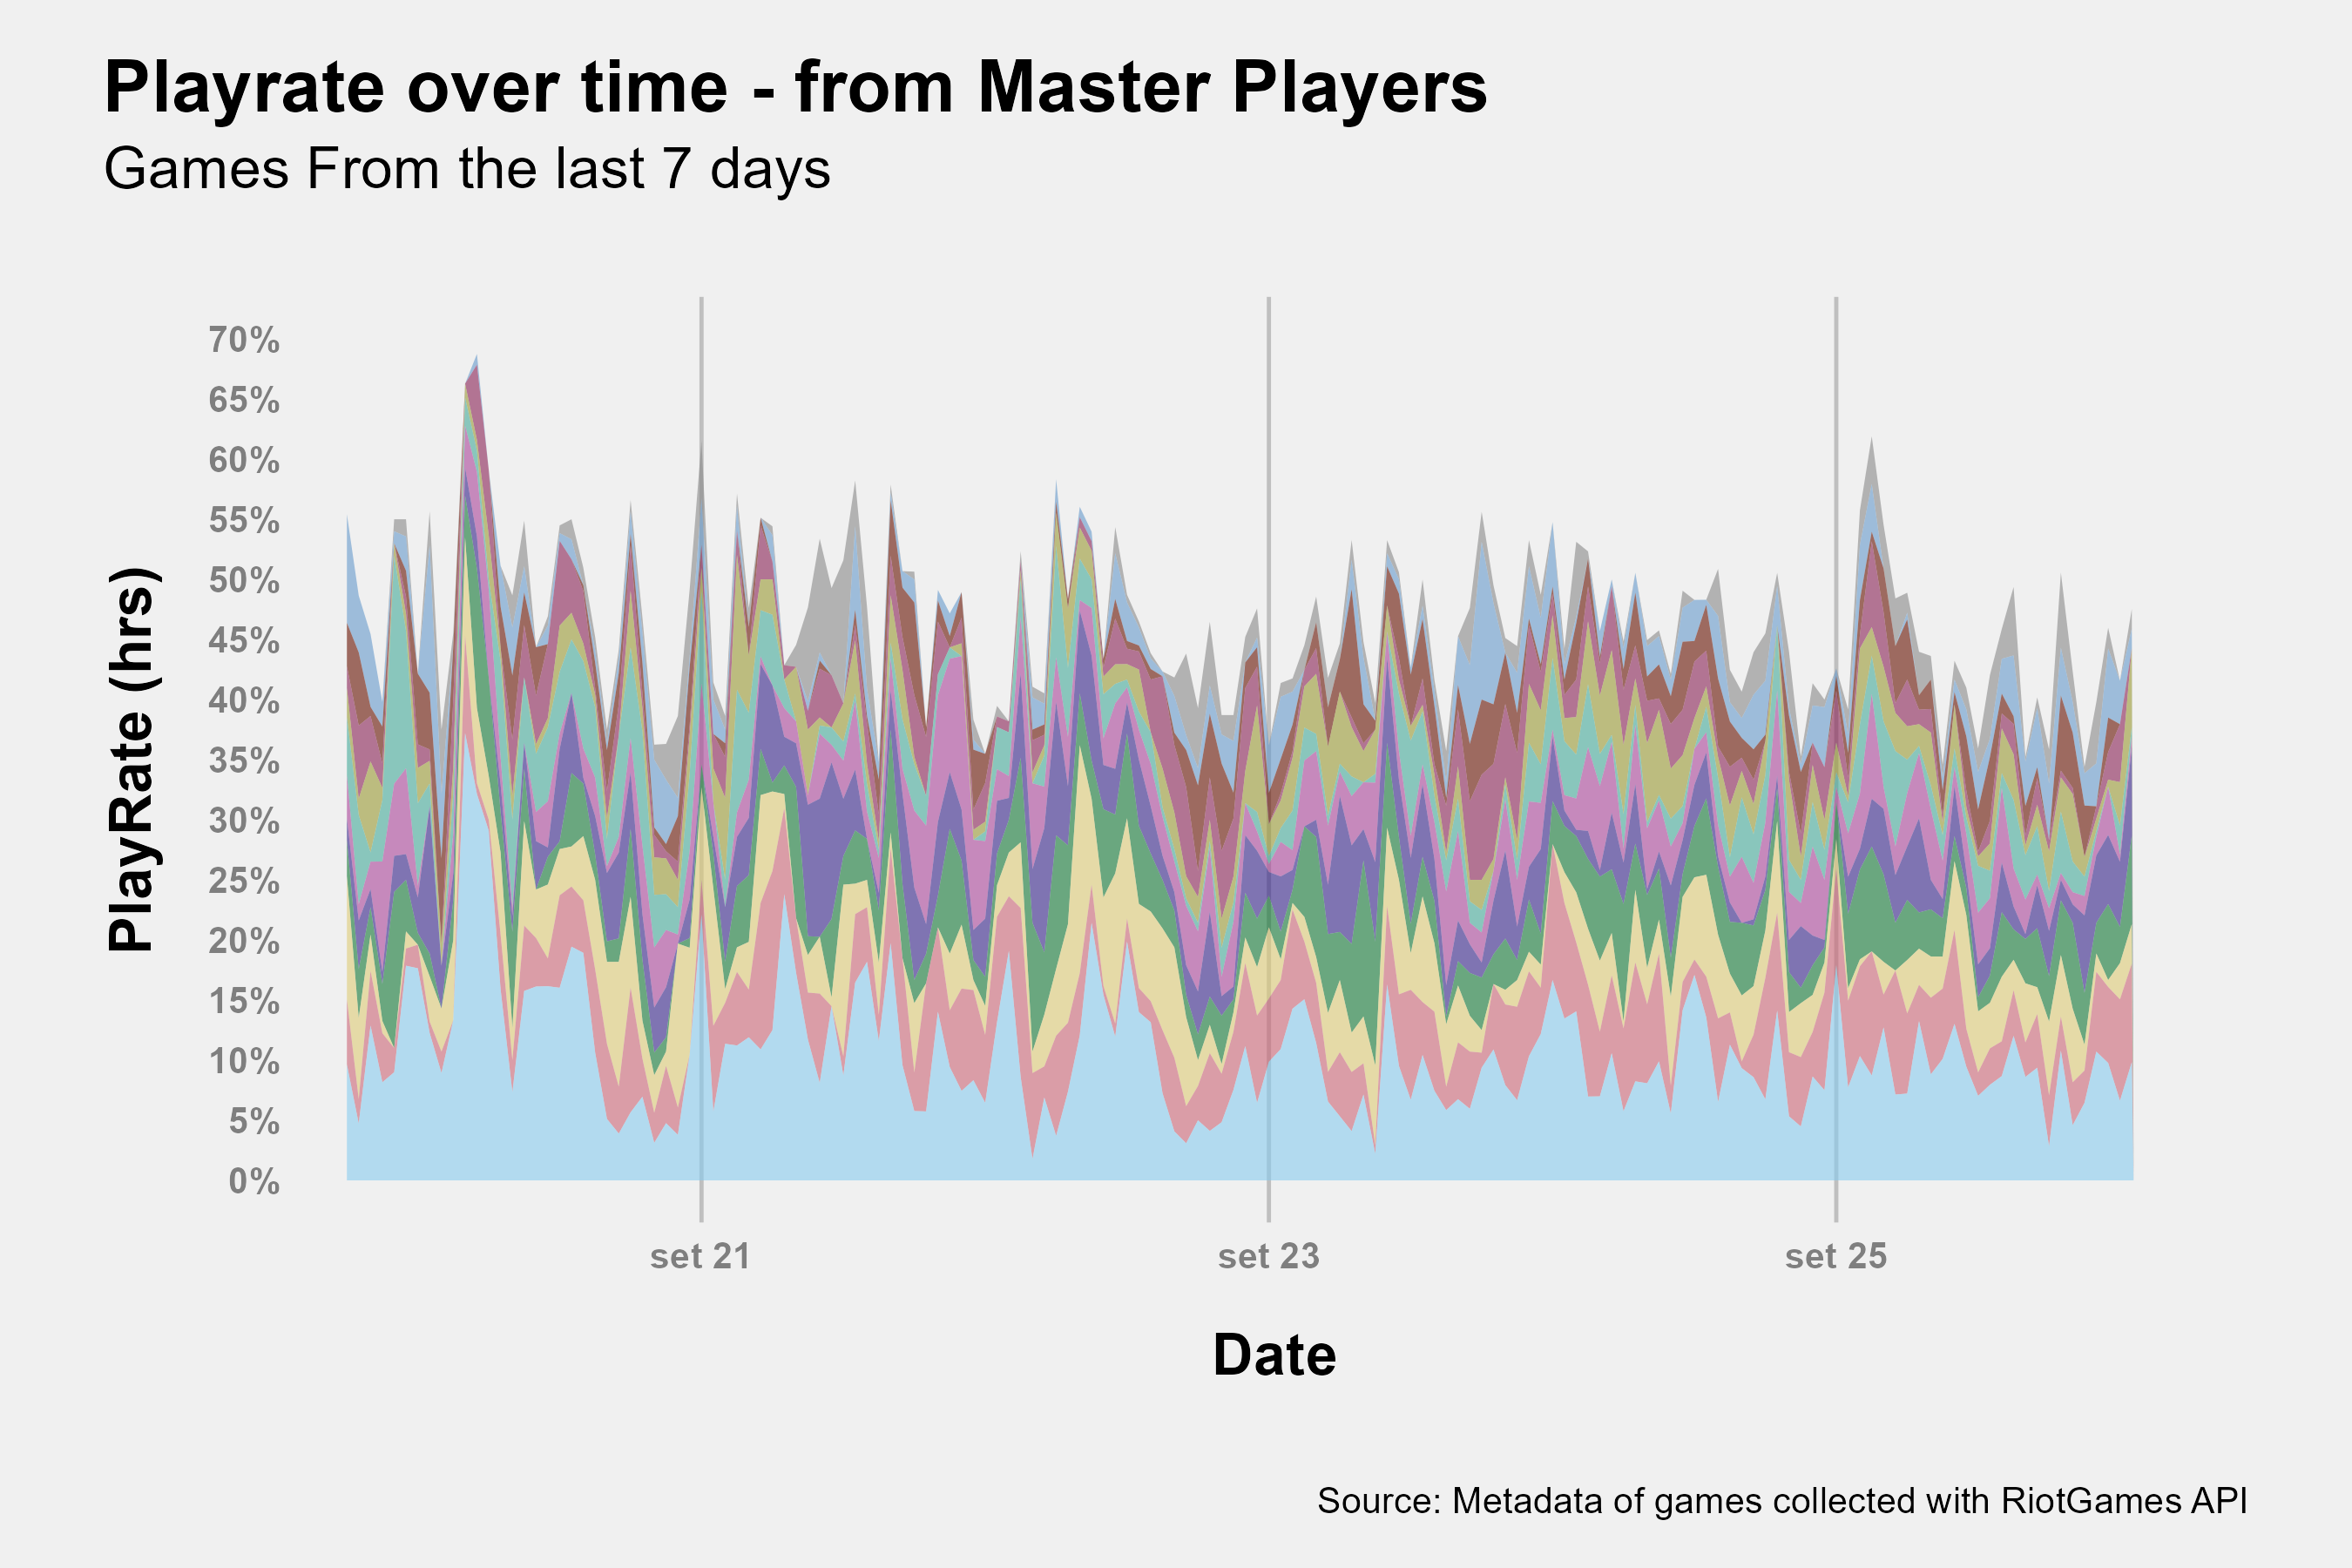 Playrate over time - from Master Players
Games From the last 7 days
PlayRate (hrs)
70%
65%
60%
55%
50%
45%
40%
35%
30%
25%
20%
15%
10%
5%
0%
set 21
set 23
set 25
Date
Source: Metadata of games collected with RiotGames API